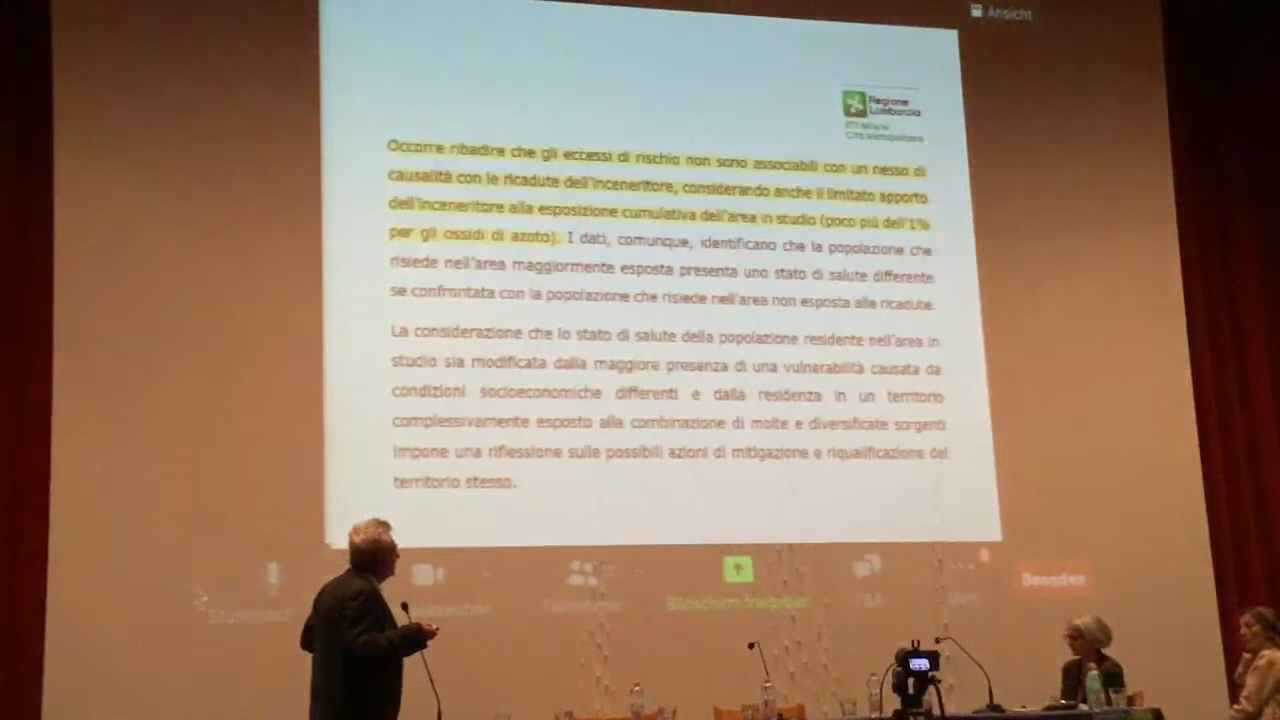 Ansicht
Regione
Lombardia
ATS Milano
Città Metropolitana
Occorre ribadire che gli eccessi di rischio non sono associabili con un nesso di
causalità con le ricadute dell'inceneritore, considerando anche il limitato apporto
dell'inceneritore alla esposizione cumulativa dell'area in studio (poco più dell'1%
per gli ossidi di azoto). I dati, comunque, identificano che la popolazione che
risiede nell'area maggiormente esposta presenta uno stato di salute differente
se confrontata con la popolazione che risiede nell'area non esposta alle ricadute.
La considerazione che lo stato di salute della popolazione residente nell'area in
studio sia modificata dalla maggiore presenza di una vulnerabilità causata da
condizioni socioeconomiche differenti e dalla residenza in un territorio
complessivamente esposto alla combinazione di molte e diversificate sorgenti
impone una riflessione sulle possibili azioni di mitigazione e riqualificazione del
territorio stesso.
Bildschirm freigeben
Beenden